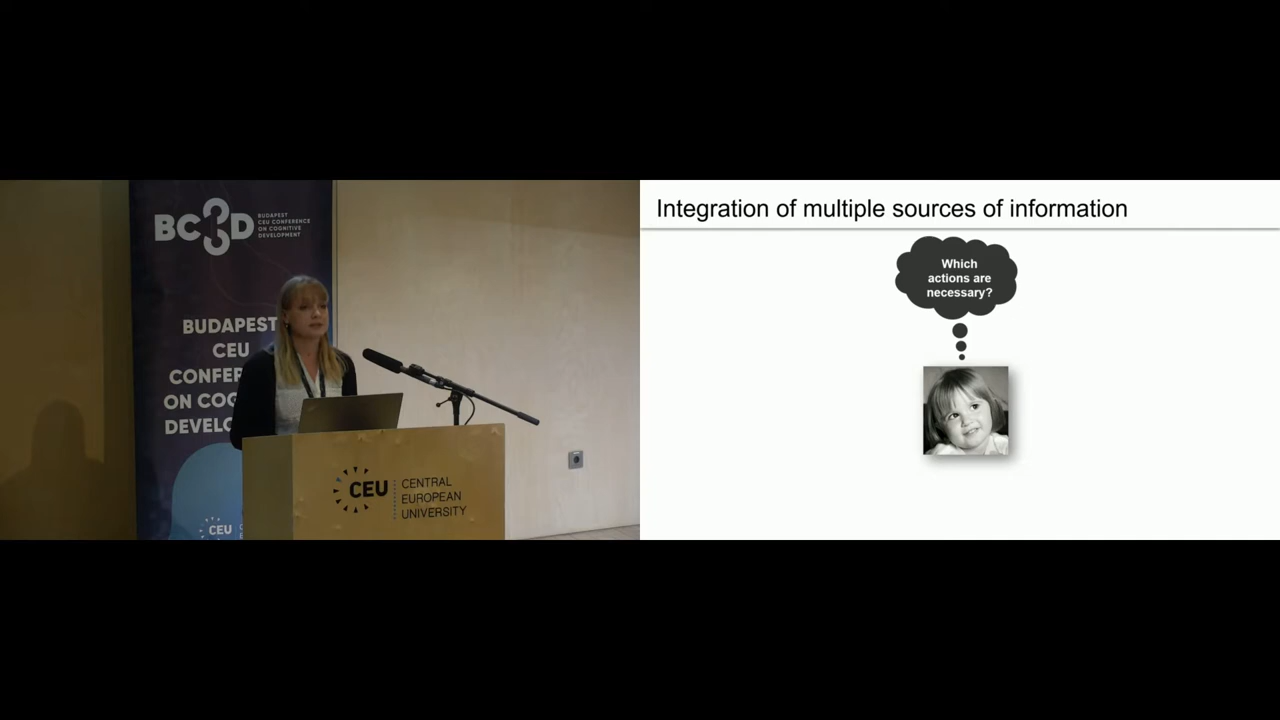 BC3D
BUDAPEST
CEU CONFERENCE
ON COGNITIVE
DEVELOPMENT
BUDAPEST
CEU
CONFER
ON COG
DEVELO
CEU
CEU
CENTRAL
EUROPEAN
UNIVERSITY
Integration of multiple sources of information
Which
actions are
necessary?